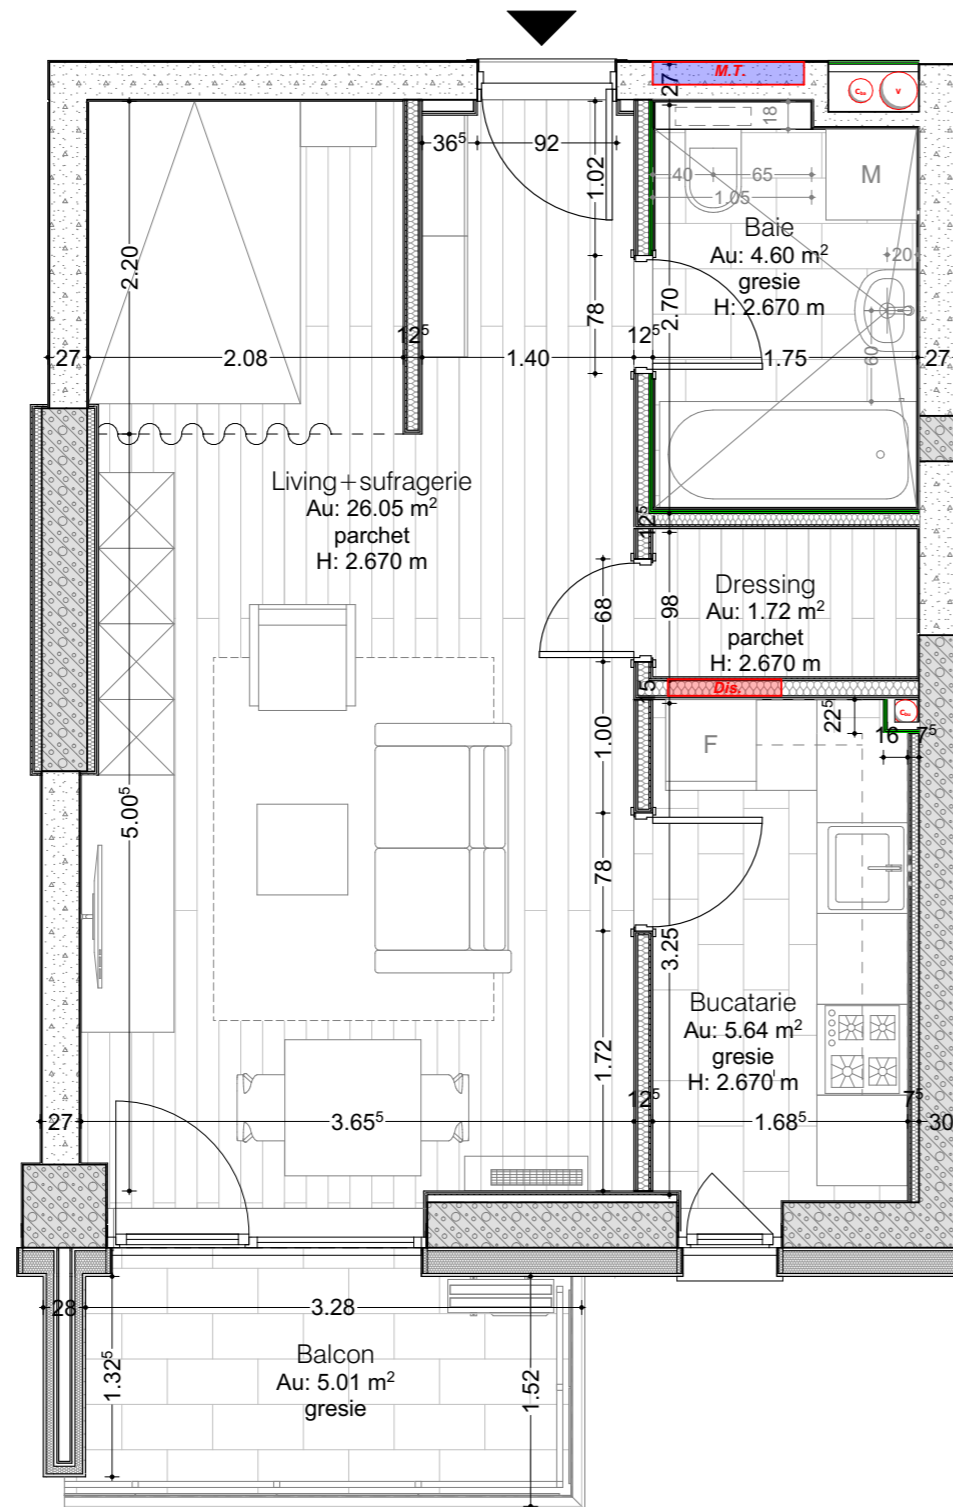 M.T.
27
C
V
18
36⁵
92
1.02
40
65
M
1.05
Baie
Au: 4.60 m²
gresie
H: 2.670 m
20
2.20
78
2.70
12⁵
12⁵
27
2.08
1.40
1.75
27
60
Living+sufragerie
Au: 26.05 m²
parchet
H: 2.670 m
12⁵
Dressing
Au: 1.72 m²
parchet
H: 2.670 m
68
98
15
Dis.
22⁵
16
7⁵
F
1.00
5.00⁵
78
3.25
Bucatarie
Au: 5.64 m²
gresie
H: 2.670 m
1.72
12⁵
7⁵
27
3.65⁵
1.68⁵
30
28
3.28
Balcon
Au: 5.01 m²
gresie
1.32⁵
1.52